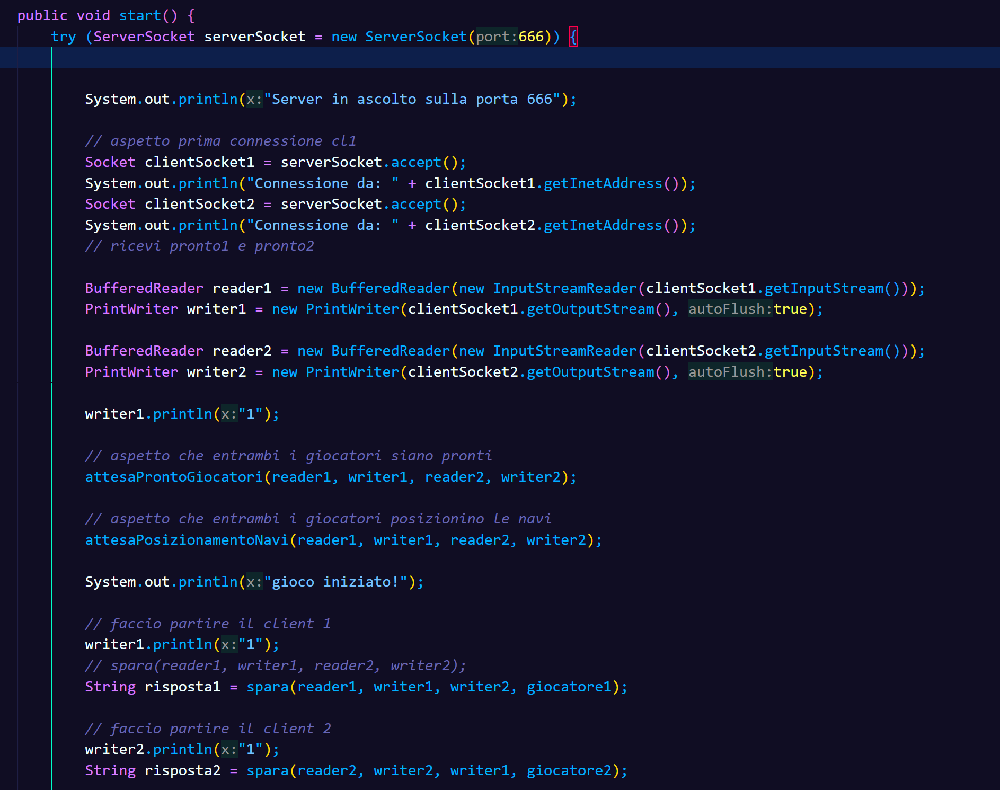 public void start() {
try (ServerSocket serverSocket = new ServerSocket(port:666)) {
System.out.println(x:"Server in ascolto sulla porta 666");
// aspetto prima connessione cl1
Socket clientSocket1 = serverSocket.accept();
System.out.println("Connessione da: " + clientSocket1.getInetAddress());
Socket clientSocket2 = serverSocket.accept();
System.out.println("Connessione da: " + clientSocket2.getInetAddress());
// ricevi pronto1 e pronto2
BufferedReader reader1 = new BufferedReader(new InputStreamReader(clientSocket1.getInputStream()));
PrintWriter writer1 = new PrintWriter(clientSocket1.getOutputStream(), autoFlush:true);
BufferedReader reader2 = new BufferedReader(new InputStreamReader(clientSocket2.getInputStream()));
PrintWriter writer2 = new PrintWriter(clientSocket2.getOutputStream(), autoFlush:true);
writer1.println(x:"1");
// aspetto che entrambi i giocatori siano pronti
attesaProntoGiocatori(reader1, writer1, reader2, writer2);
// aspetto che entrambi i giocatori posizionino le navi
attesaPosizionamentoNavi(reader1, writer1, reader2, writer2);
System.out.println(x:"gioco iniziato!");
// faccio partire il client 1
writer1.println(x:"1");
// spara(reader1, writer1, reader2, writer2);
String risposta1 = spara(reader1, writer1, writer2, giocatore1);
// faccio partire il client 2
writer2.println(x:"1");
String risposta2 = spara(reader2, writer2, writer1, giocatore2);